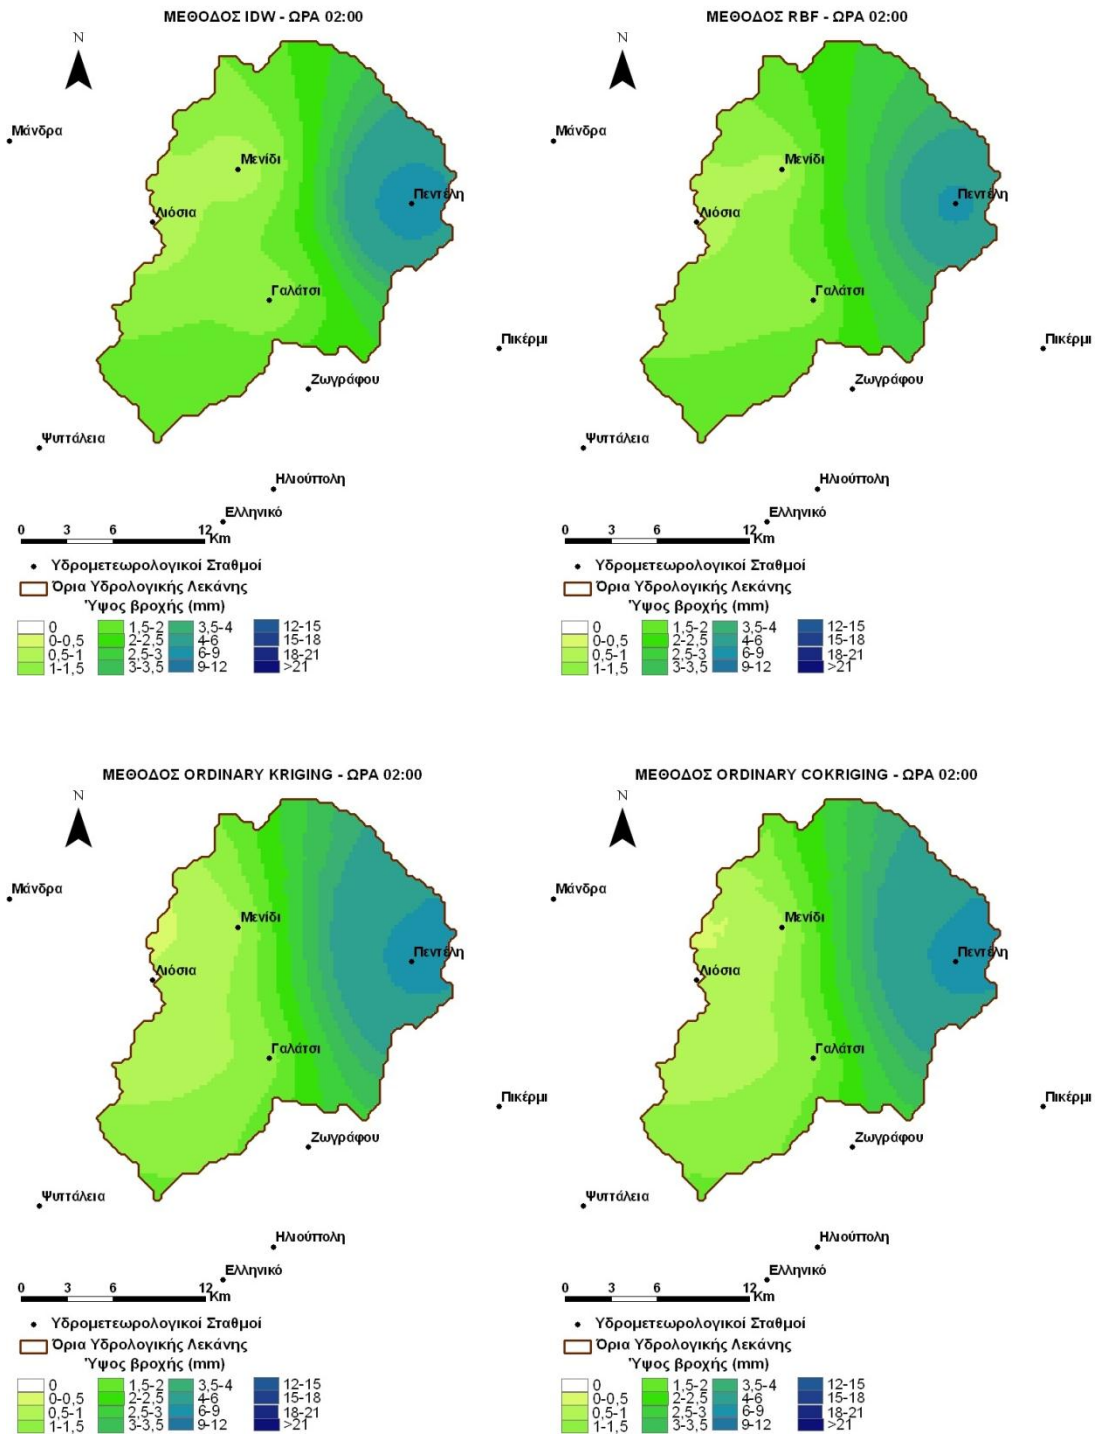 ΜΕΘΟΔΟΣ IDW - ΩΡΑ 02:00
N
Μάνδρα
Μενίδι
Πεντέλη
Λιόσια
Γαλάτσι
Πικέρμι
Ζωγράφου
Ψυττάλεια
Ηλιούπολη
Ελληνικό
0 3 6 12
Km
Υδρομετεωρολογικοί Σταθμοί
Όρια Υδρολογικής Λεκάνης
Ύψος βροχής (mm)
0 1,5-2 3,5-4 12-15
0-0,5 2-2,5 4-6 15-18
0,5-1 2,5-3 6-9 18-21
1-1,5 3-3,5 9-12 >21
ΜΕΘΟΔΟΣ RBF - ΩΡΑ 02:00
N
Μάνδρα
Μενίδι
Πεντέλη
Λιόσια
Γαλάτσι
Πικέρμι
Ζωγράφου
Ψυττάλεια
Ηλιούπολη
Ελληνικό
0 3 6 12
Km
Υδρομετεωρολογικοί Σταθμοί
Όρια Υδρολογικής Λεκάνης
Ύψος βροχής (mm)
0 1,5-2 3,5-4 12-15
0-0,5 2-2,5 4-6 15-18
0,5-1 2,5-3 6-9 18-21
1-1,5 3-3,5 9-12 >21
ΜΕΘΟΔΟΣ ORDINARY KRIGING - ΩΡΑ 02:00
N
Μάνδρα
Μενίδι
Πεντέλη
Λιόσια
Γαλάτσι
Πικέρμι
Ζωγράφου
Ψυττάλεια
Ηλιούπολη
Ελληνικό
0 3 6 12
Km
Υδρομετεωρολογικοί Σταθμοί
Όρια Υδρολογικής Λεκάνης
Ύψος βροχής (mm)
0 1,5-2 3,5-4 12-15
0-0,5 2-2,5 4-6 15-18
0,5-1 2,5-3 6-9 18-21
1-1,5 3-3,5 9-12 >21
ΜΕΘΟΔΟΣ ORDINARY COKRIGING - ΩΡΑ 02:00
N
Μάνδρα
Μενίδι
Πεντέλη
Λιόσια
Γαλάτσι
Πικέρμι
Ζωγράφου
Ψυττάλεια
Ηλιούπολη
Ελληνικό
0 3 6 12
Km
Υδρομετεωρολογικοί Σταθμοί
Όρια Υδρολογικής Λεκάνης
Ύψος βροχής (mm)
0 1,5-2 3,5-4 12-15
0-0,5 2-2,5 4-6 15-18
0,5-1 2,5-3 6-9 18-21
1-1,5 3-3,5 9-12 >21